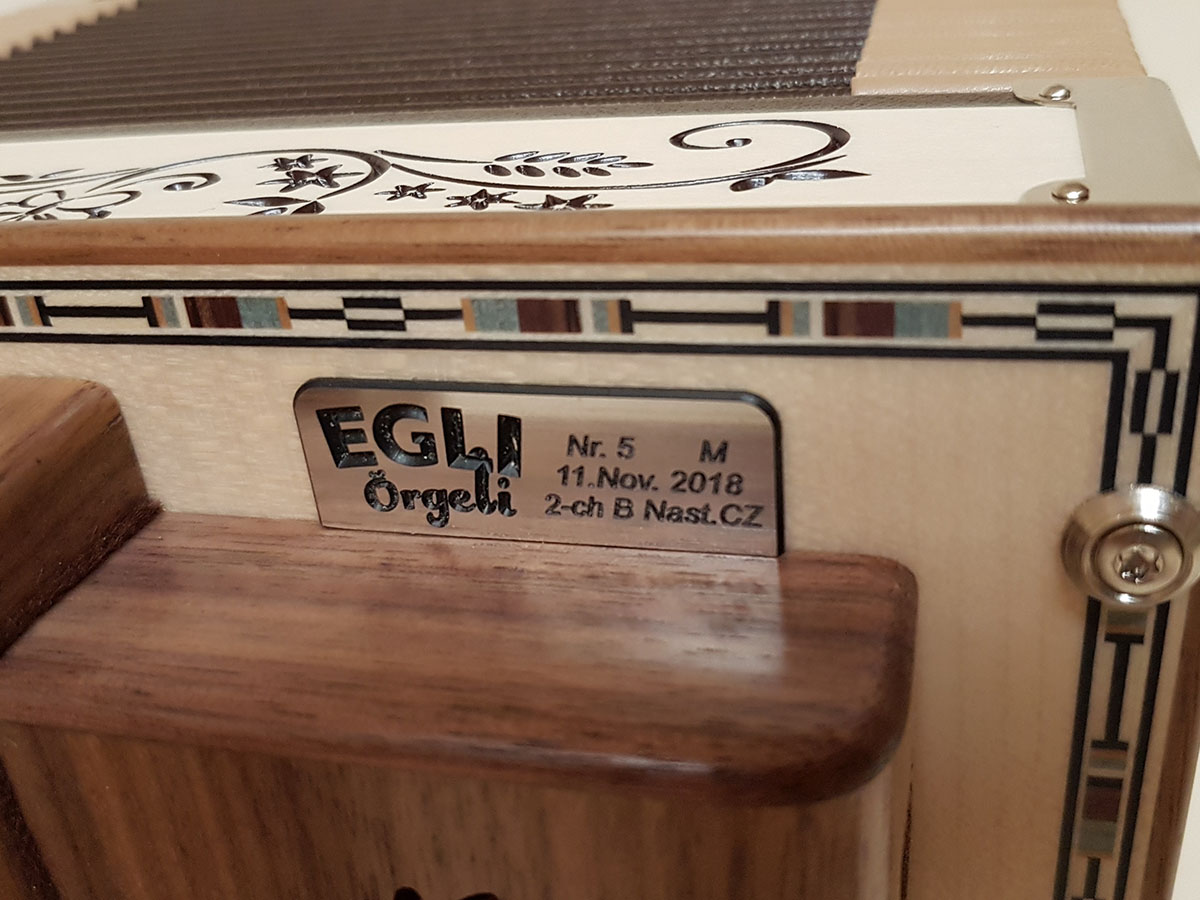 EGLI
Örgeli
Nr. 5 M
11.Nov. 2018
2-ch B Nast.CZ